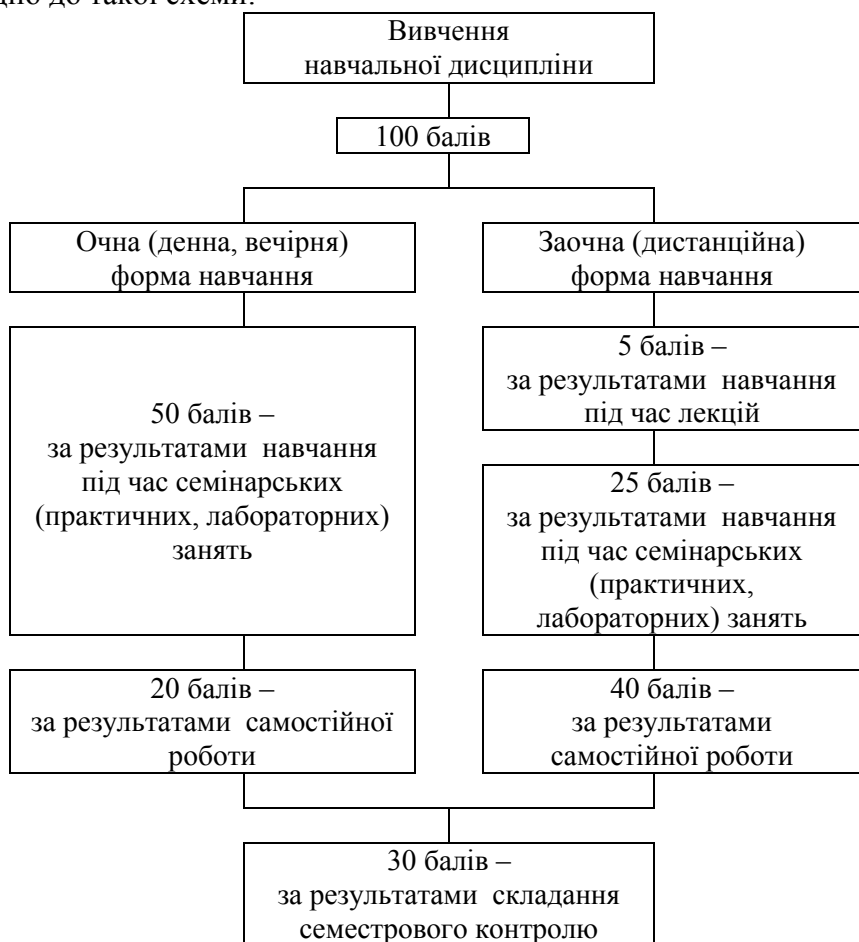 до такої схеми:
Вивчення
навчальної дисципліни
100 балів
Очна (денна, вечірня)
форма навчання
Заочна (дистанційна)
форма навчання
50 балів –
за результатами навчання
під час семінарських
(практичних, лабораторних)
занять
5 балів –
за результатами навчання
під час лекцій
25 балів –
за результатами навчання
під час семінарських
(практичних,
лабораторних) занять
20 балів –
за результатами самостійної
роботи
40 балів –
за результатами
самостійної роботи
30 балів –
за результатами складання
семестрового контролю